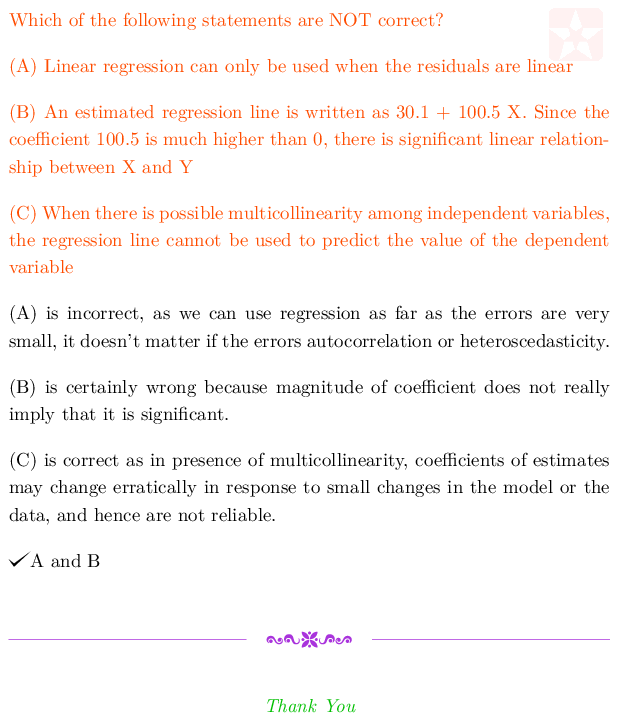 Which of the following statements are NOT correct?
(A) Linear regression can only be used when the residuals are linear
(B) An estimated regression line is written as 30.1 + 100.5 X. Since the
coefficient 100.5 is much higher than 0, there is significant linear relation-
ship between X and Y
(C) When there is possible multicollinearity among independent variables,
the regression line cannot be used to predict the value of the dependent
variable
(A) is incorrect, as we can use regression as far as the errors are very
small, it doesn't matter if the errors autocorrelation or heteroscedasticity.
(B) is certainly wrong because magnitude of coefficient does not really
imply that it is significant.
(C) is correct as in presence of multicollinearity, coefficients of estimates
may change erratically in response to small changes in the model or the
data, and hence are not reliable.
✓A and B
Thank You